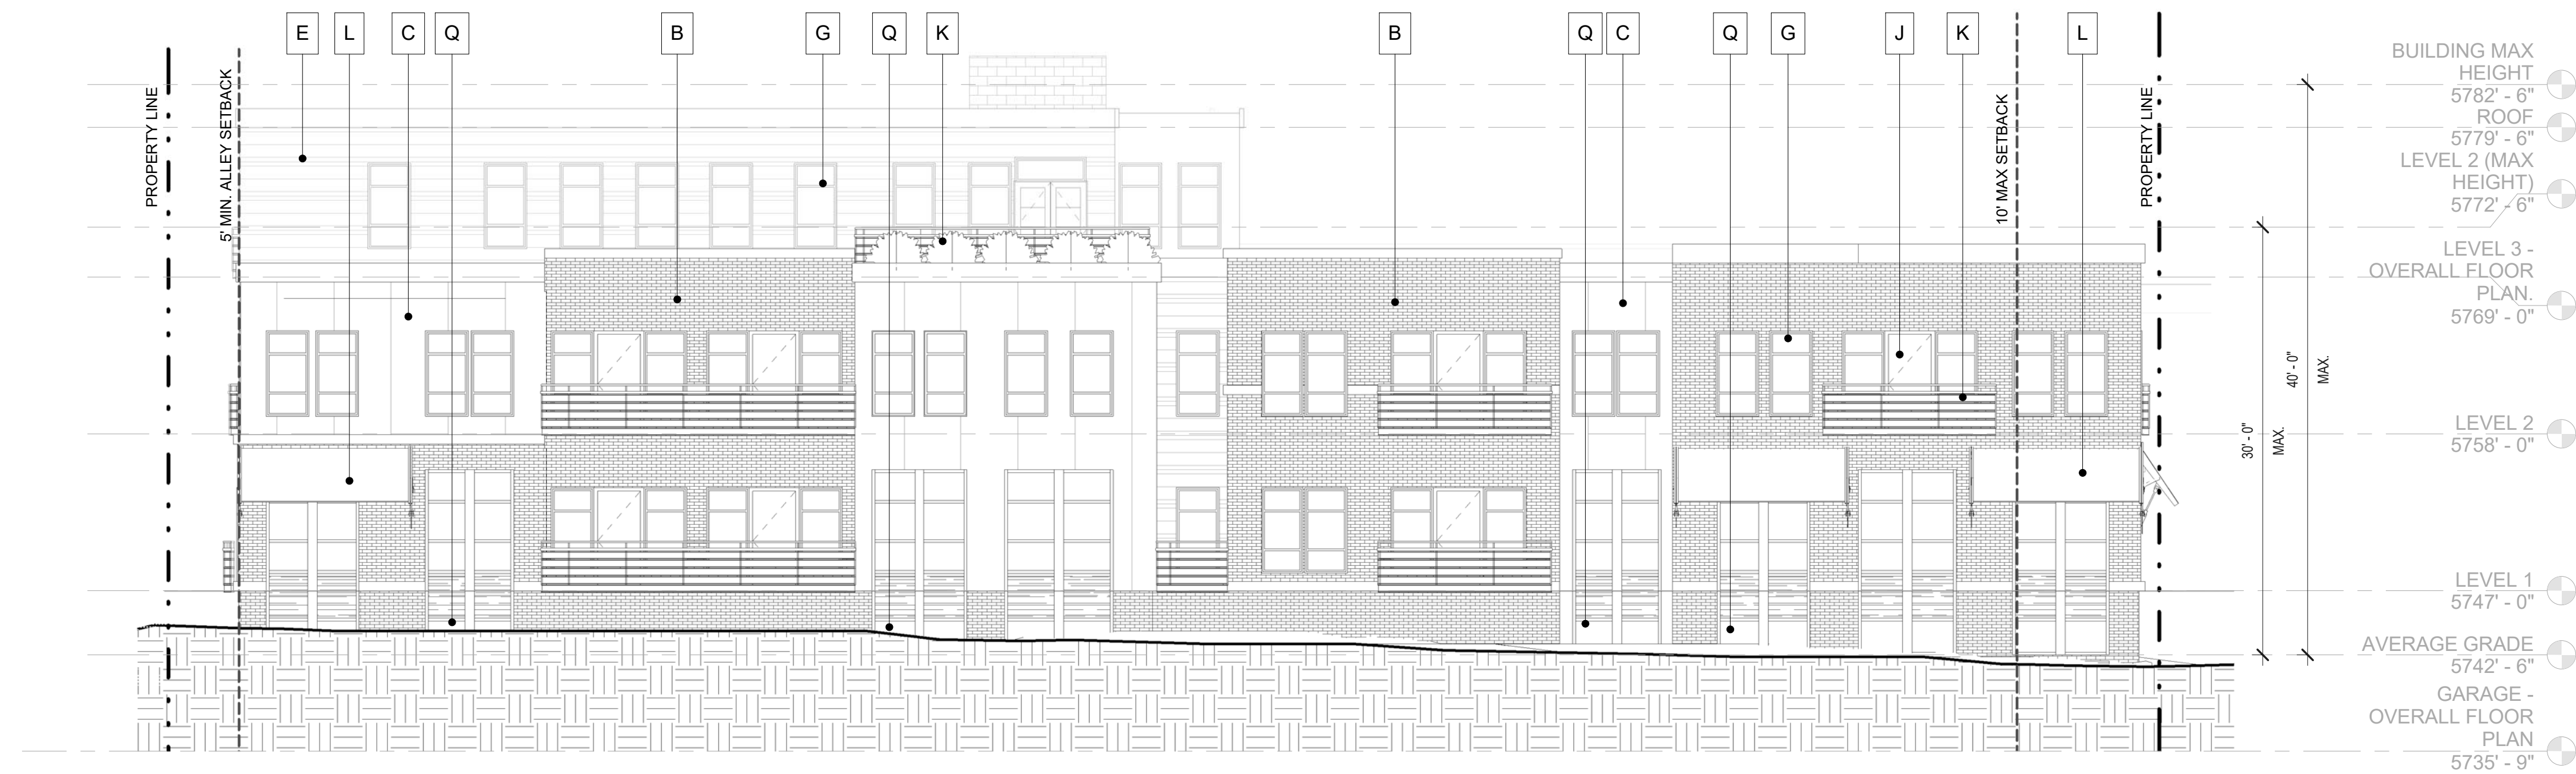 E
L
C
Q
B
G
Q
K
B
Q
C
Q
G
J
K
L
PROPERTY LINE
5' MIN. ALLEY SETBACK
10' MAX SETBACK
PROPERTY LINE
30' - 0"
MAX.
40' - 0"
MAX.
BUILDING MAX
HEIGHT
5782' - 6"
ROOF
5779' - 6"
LEVEL 2 (MAX
HEIGHT)
5772' - 6"
LEVEL 3 -
OVERALL FLOOR
PLAN.
5769' - 0"
LEVEL 2
5758' - 0"
LEVEL 1
5747' - 0"
AVERAGE GRADE
5742' - 6"
GARAGE -
OVERALL FLOOR
PLAN
5735' - 9"